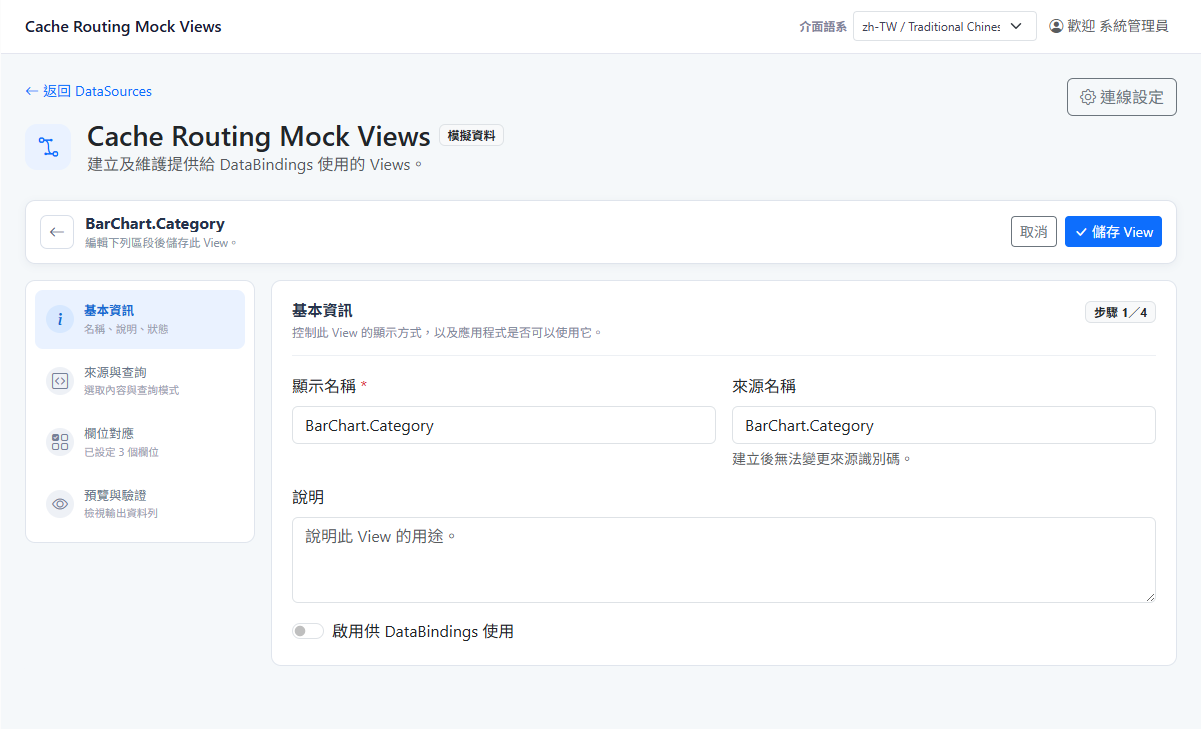 Cache Routing Mock Views
介面語系
zh-TW / Traditional Chines
歡迎 系統管理員
← 返回 DataSources
連線設定
Cache Routing Mock Views
模擬資料
建立及維護提供給 DataBindings 使用的 Views。
BarChart.Category
編輯下列區段後儲存此 View。
取消
儲存 View
基本資訊
名稱、說明、狀態
來源與查詢
選取內容與查詢模式
欄位對應
已設定 3 個欄位
預覽與驗證
檢視輸出資料列
基本資訊
控制此 View 的顯示方式，以及應用程式是否可以使用它。
步驟 1／4
顯示名稱 *
BarChart.Category
來源名稱
BarChart.Category
建立後無法變更來源識別碼。
說明
說明此 View 的用途。
啟用供 DataBindings 使用